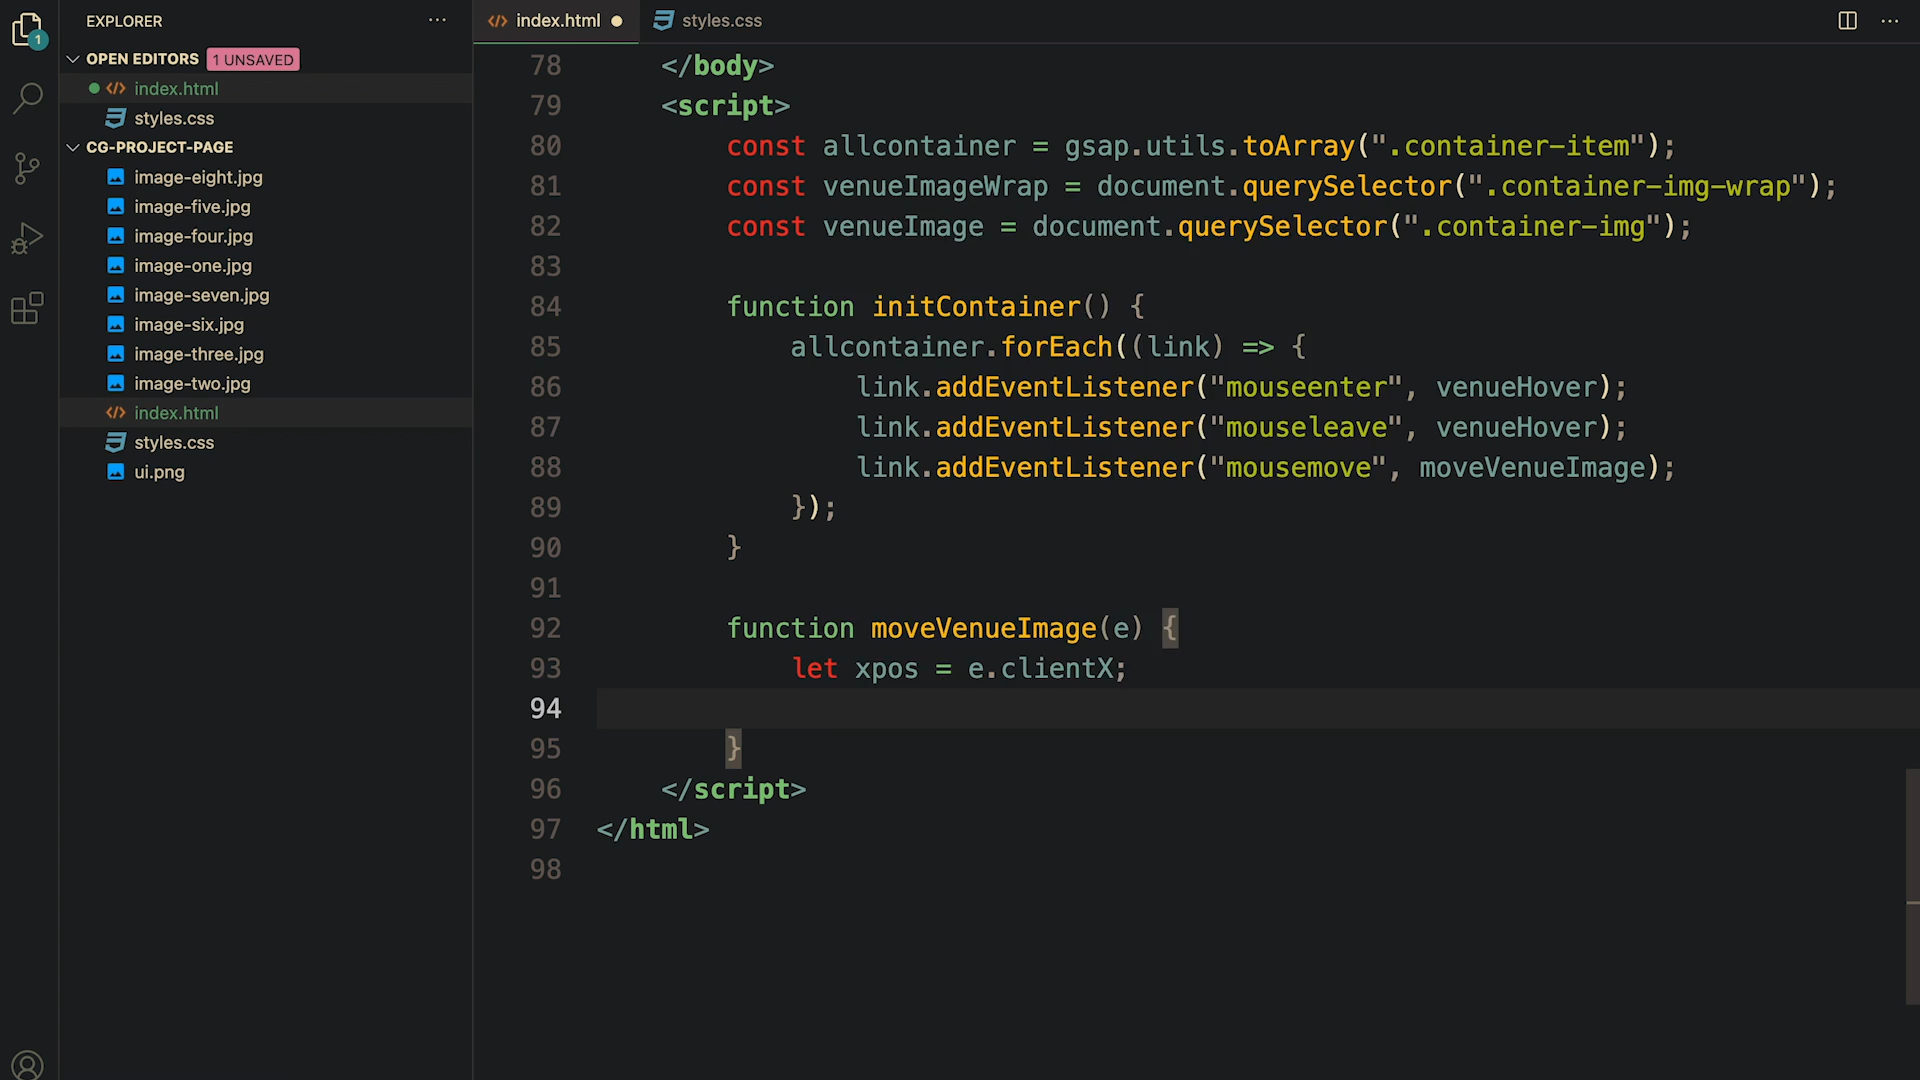 EXPLORER
OPEN EDITORS 1 UNSAVED
index.html
styles.css
CG-PROJECT-PAGE
image-eight.jpg
image-five.jpg
image-four.jpg
image-one.jpg
image-seven.jpg
image-six.jpg
image-three.jpg
image-two.jpg
index.html
styles.css
ui.png
1
index.html
styles.css
78 </body>
79 <script>
80 const allcontainer = gsap.utils.toArray(".container-item");
81 const venueImageWrap = document.querySelector(".container-img-wrap");
82 const venueImage = document.querySelector(".container-img");
83
84 function initContainer() {
85 allcontainer.forEach((link) => {
86 link.addEventListener("mouseenter", venueHover);
87 link.addEventListener("mouseleave", venueHover);
88 link.addEventListener("mousemove", moveVenueImage);
89 });
90 }
91
92 function moveVenueImage(e) {
93 let xpos = e.clientX;
94
95 }
96 </script>
97 </html>
98